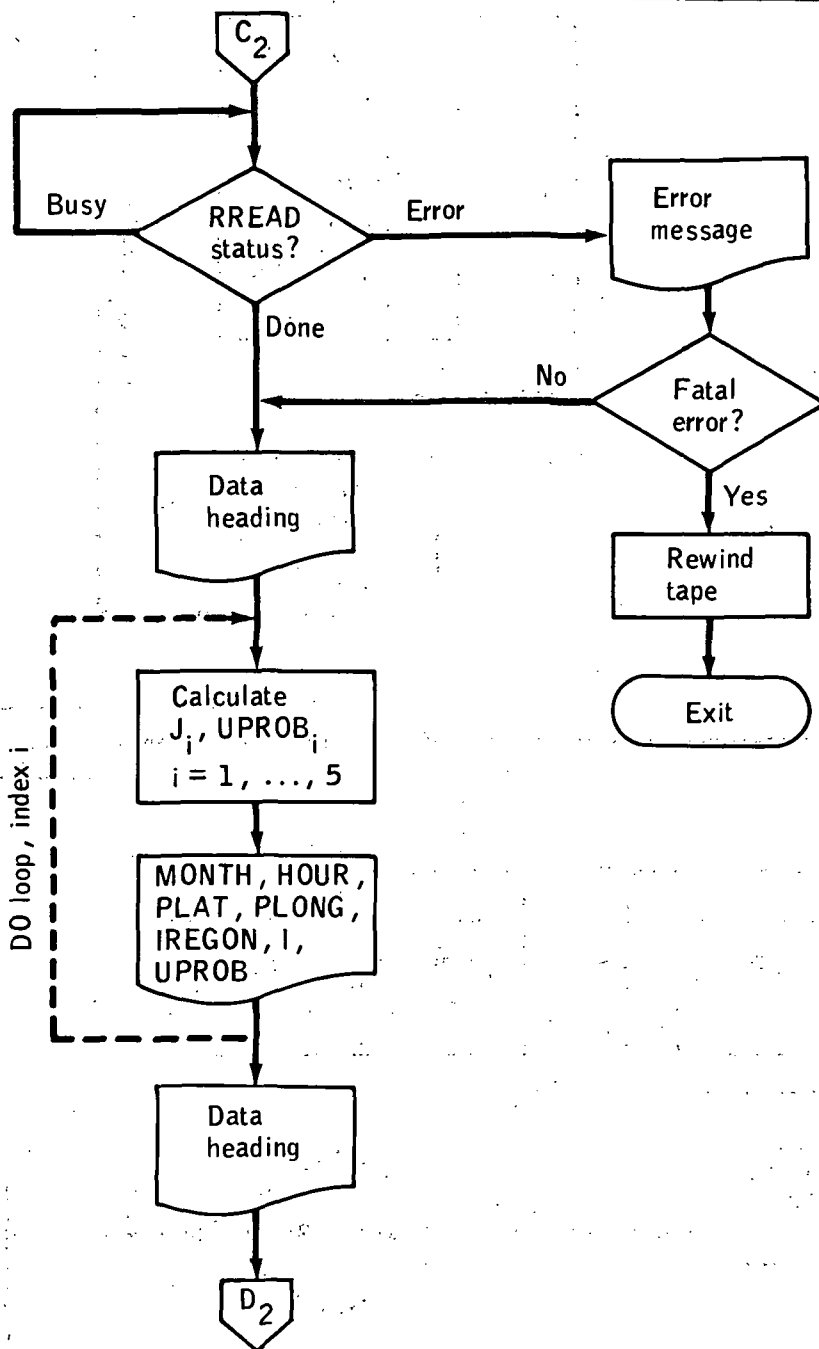 C2
Busy
RREAD
status?
Error
Error
message
Done
No
Fatal
error?
Data
heading
Yes
Rewind
tape
Exit
Calculate
Ji, UPROBi
i = 1, ..., 5
DO loop, index i
MONTH, HOUR,
PLAT, PLONG,
IREGON, I,
UPROB
Data
heading
D2